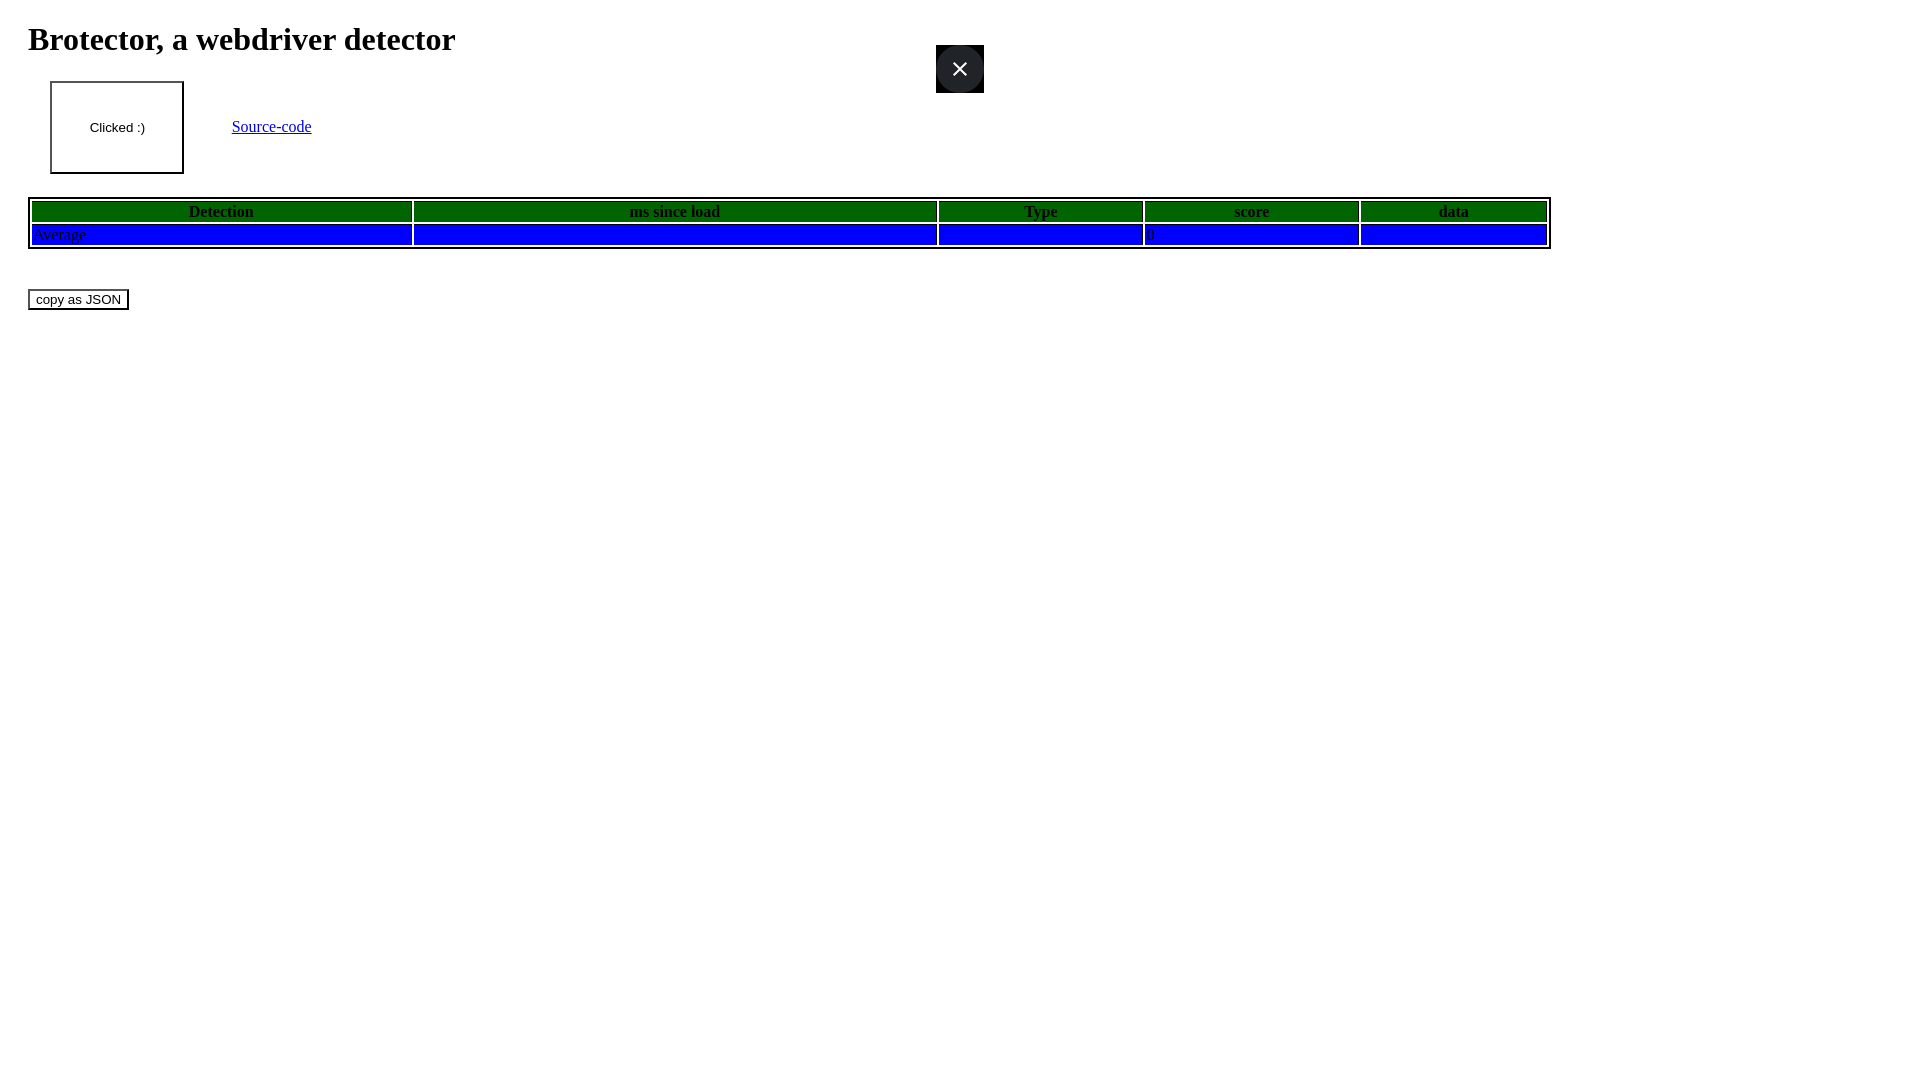 Brotector, a webdriver detector
Clicked :)
Source-code
Detection ms since load Type score data
Average 0
copy as JSON